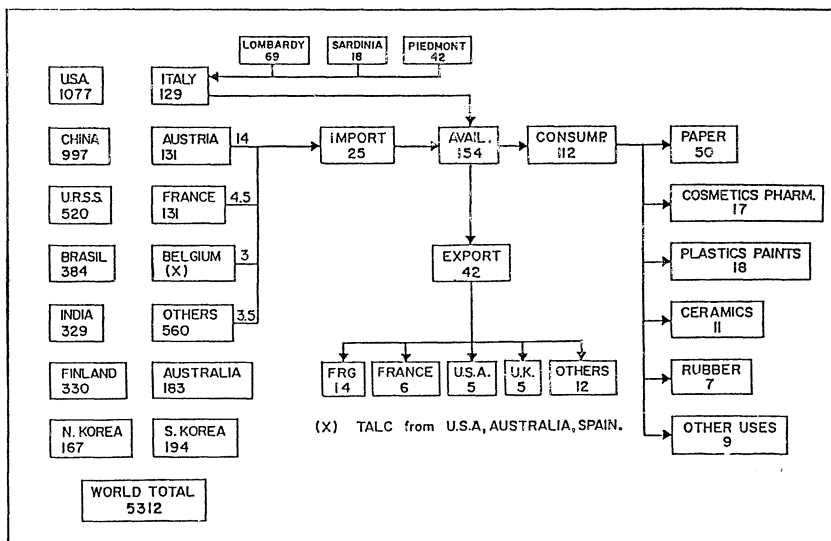 LOMBARDY
69
SARDINIA
18
PIEDMONT
42
U.S.A.
1077
ITALY
129
CHINA
997
AUSTRIA
131
14
IMPORT
25
AVAIL.
154
CONSUMP.
112
PAPER
50
U.R.S.S.
520
FRANCE
131
4.5
COSMETICS PHARM.
17
BRASIL
384
BELGIUM
(X)
3
EXPORT
42
PLASTICS PAINTS
18
INDIA
329
OTHERS
560
3.5
CERAMICS
11
FINLAND
330
AUSTRALIA
183
FRG
14
FRANCE
6
U.S.A.
5
U.K.
5
OTHERS
12
RUBBER
7
N. KOREA
167
S. KOREA
194
(X) TALC from U.S.A, AUSTRALIA, SPAIN.
OTHER USES
9
WORLD TOTAL
5312